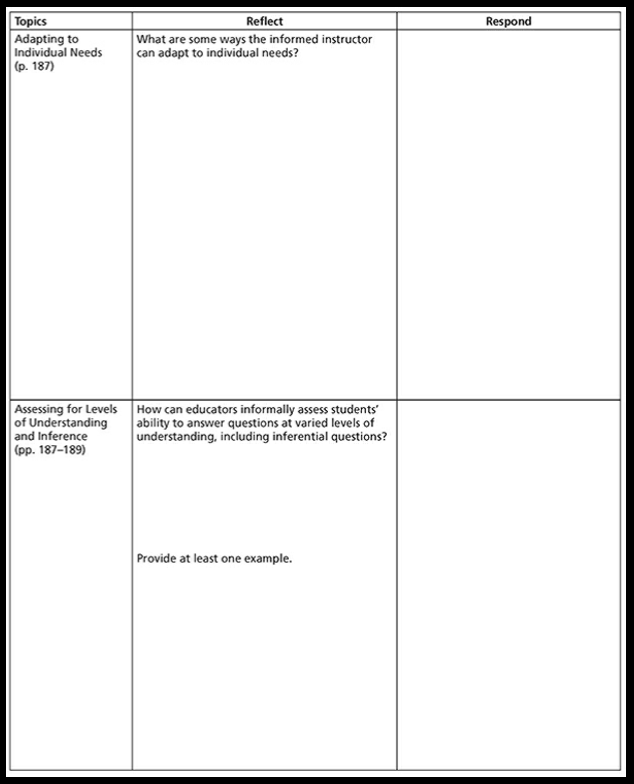 Topics
Reflect
Respond
Adapting to
Individual Needs
(p. 187)
What are some ways the informed instructor
can adapt to individual needs?
Assessing for Levels
of Understanding
and Inference
(pp. 187–189)
How can educators informally assess students’
ability to answer questions at varied levels of
understanding, including inferential questions?
Provide at least one example.